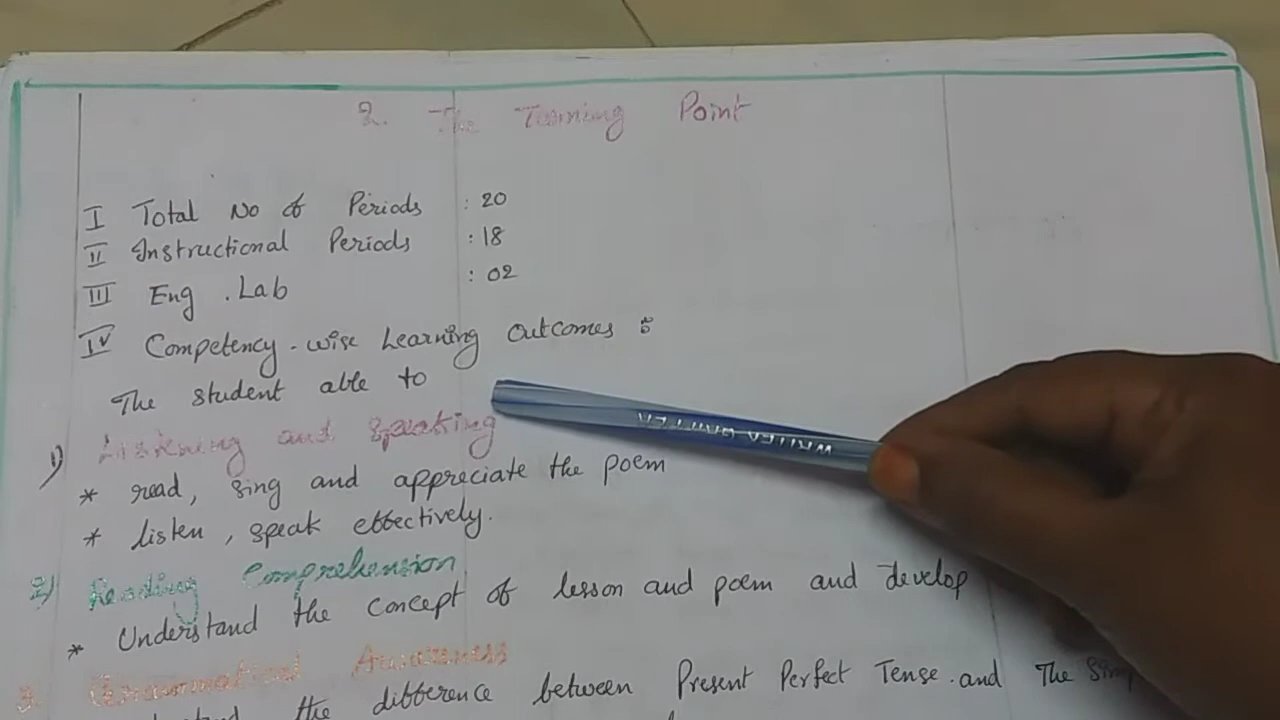 2. The Turning Point
I Total No of Periods : 20
II Instructional Periods : 18
III Eng . Lab : 02
IV Competency - wise Learning Outcomes :
The student able to
1) Listening and Speaking
* read, sing and appreciate the poem
* listen, speak effectively.
2) Reading Comprehension
* Understand the concept of lesson and poem and develop
3. Grammatical Awareness
the difference between Present Perfect Tense . and The